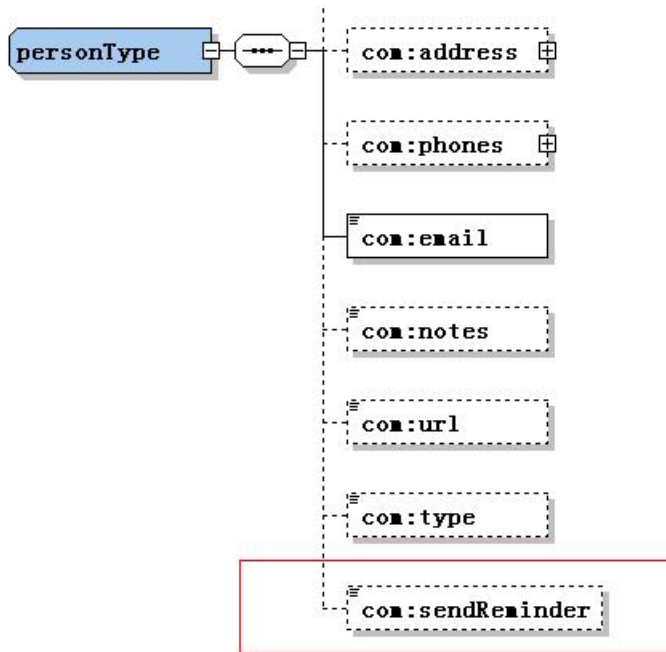 personType
com:address
com:phones
com:email
com:notes
com:url
com:type
com:sendReminder